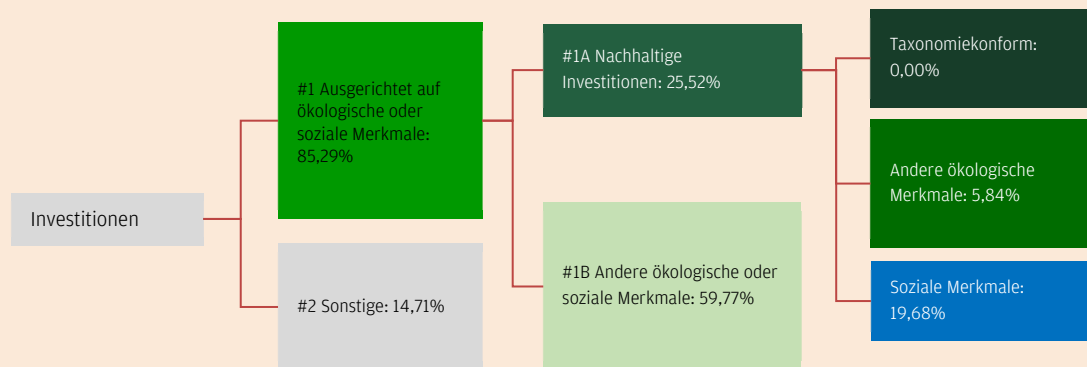 Investitionen
#1 Ausgerichtet auf
ökologische oder
soziale Merkmale:
85,29%
#2 Sonstige: 14,71%
#1A Nachhaltige
Investitionen: 25,52%
#1B Andere ökologische oder
soziale Merkmale: 59,77%
Taxonomiekonform:
0,00%
Andere ökologische
Merkmale: 5,84%
Soziale Merkmale:
19,68%